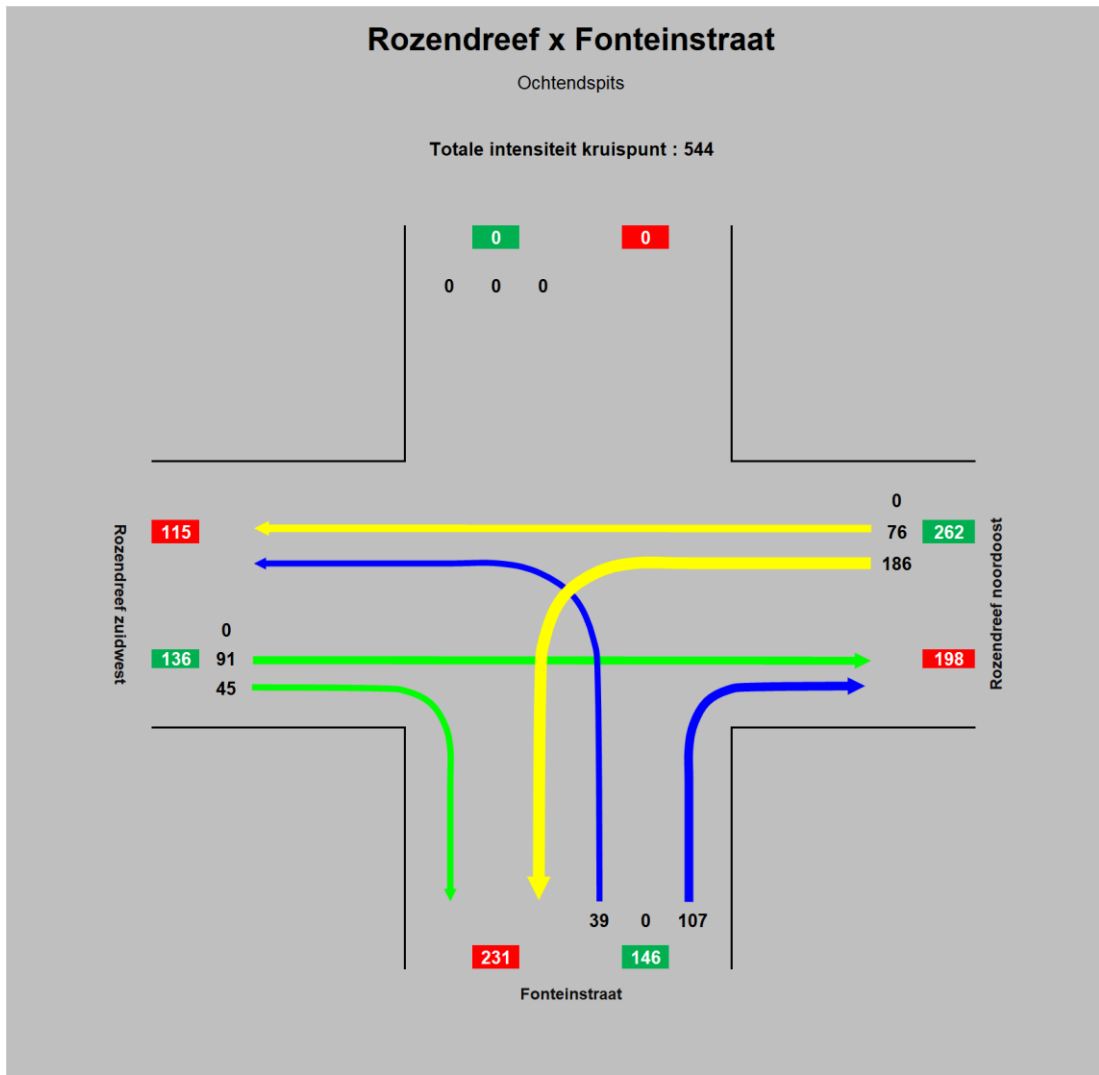 Rozendreef x Fonteinstraat
Ochtendspits
Totale intensiteit kruispunt : 544
0 0
0 0 0
0
115 76 262
186
Rozendreef zuidwest
Rozendreef noordoost
0
136 91 198
45
39 0 107
231 146
Fonteinstraat